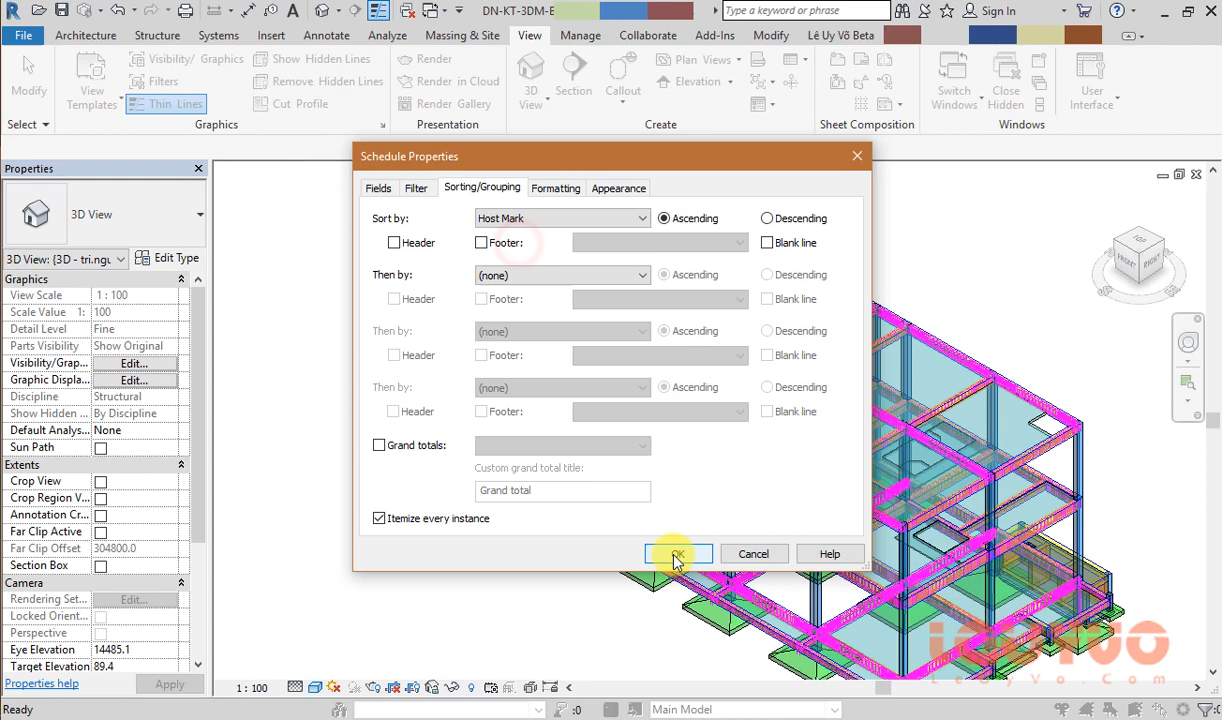 DN-KT-3DM-E
Type a keyword or phrase
Sign In
File
Architecture
Structure
Systems
Insert
Annotate
Analyze
Massing & Site
View
Manage
Collaborate
Add-Ins
Modify
Lê Uy Võ Beta
Modify
View
Templates
Visibility/ Graphics
Filters
Thin Lines
Show Hidden Lines
Remove Hidden Lines
Cut Profile
Render
Render in Cloud
Render Gallery
3D
View
Section
Callout
Plan Views
Elevation
Switch
Windows
Close
Hidden
User
Interface
Select
Graphics
Presentation
Create
Sheet Composition
Windows
Properties
3D View
3D View: {3D - tri.ngu
Edit Type
Graphics
View Scale 1 : 100
Scale Value 1: 100
Detail Level Fine
Parts Visibility Show Original
Visibility/Grap... Edit...
Graphic Displa... Edit...
Discipline Structural
Show Hidden ... By Discipline
Default Analys... None
Sun Path
Extents
Crop View
Crop Region V...
Annotation Cr...
Far Clip Active
Far Clip Offset 304800.0
Section Box
Camera
Rendering Set... Edit...
Locked Orient...
Perspective
Eye Elevation 14485.1
Target Elevation 89.4
Properties help
Apply
Schedule Properties
Fields
Filter
Sorting/Grouping
Formatting
Appearance
Sort by: Host Mark Ascending Descending
Header Footer: Blank line
Then by: (none) Ascending Descending
Header Footer: Blank line
Then by: (none) Ascending Descending
Header Footer: Blank line
Then by: (none) Ascending Descending
Header Footer: Blank line
Grand totals:
Custom grand total title:
Grand total
Itemize every instance
OK
Cancel
Help
TOP
FRONT
RIGHT
LeUyVo.Com
1 : 100
Ready
:0
Main Model
:0